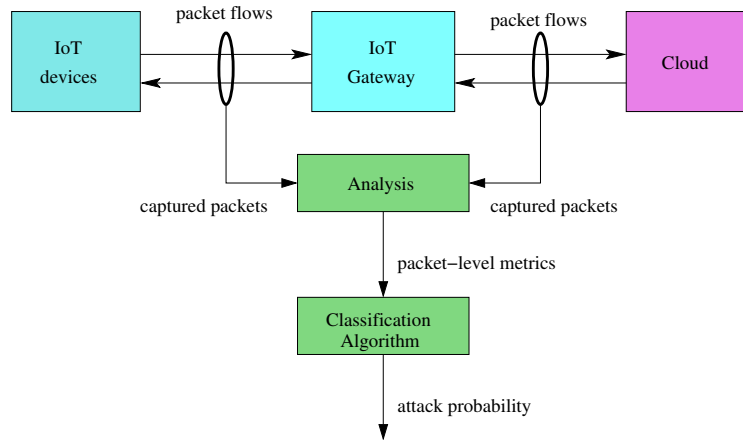 packet flows
packet flows
IoT
devices
IoT
Gateway
Cloud
Analysis
captured packets
captured packets
packet−level metrics
Classification
Algorithm
attack probability